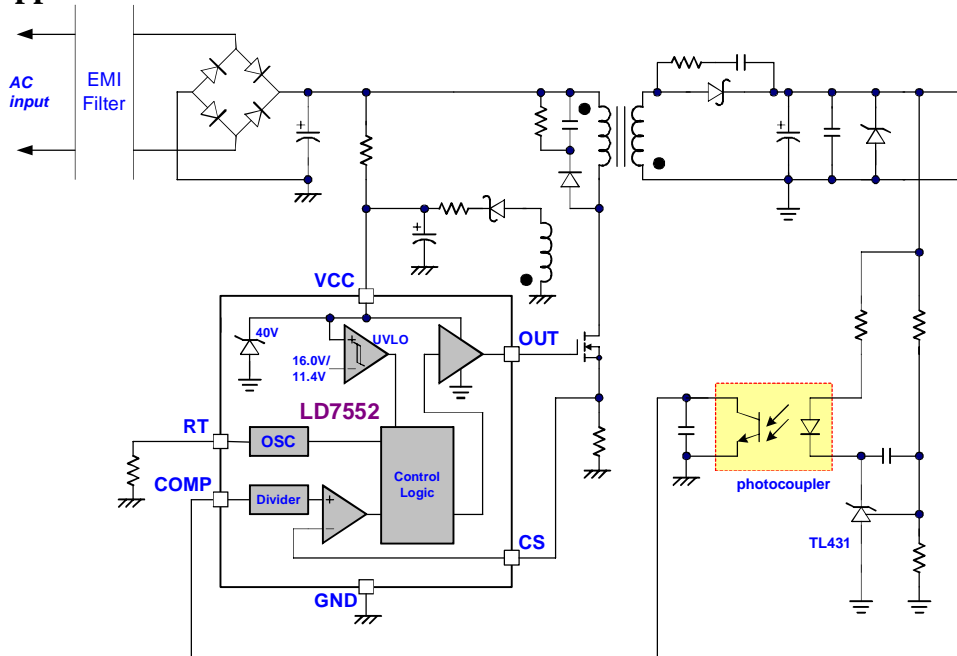 AC
input
EMI
Filter
+
+
+
VCC
40V
+
UVLO
16.0V/
11.4V
OUT
LD7552
RT
OSC
COMP
Divider
+
−
Control
Logic
CS
GND
photocoupler
TL431